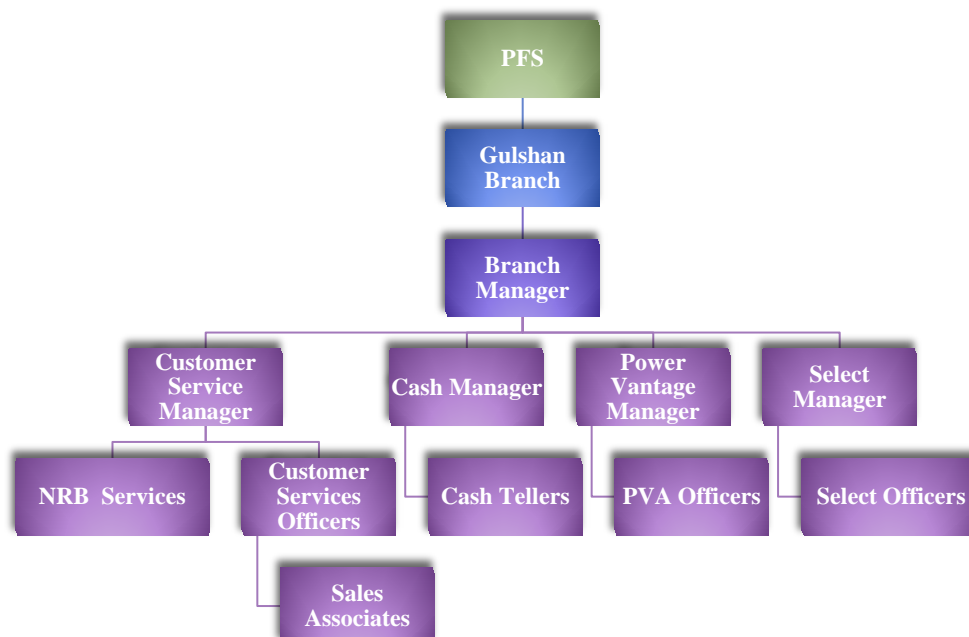 PFS
Gulshan
Branch
Branch
Manager
Customer
Service
Manager
Cash Manager
Power
Vantage
Manager
Select
Manager
NRB Services
Customer
Services
Officers
Cash Tellers
PVA Officers
Select Officers
Sales
Associates